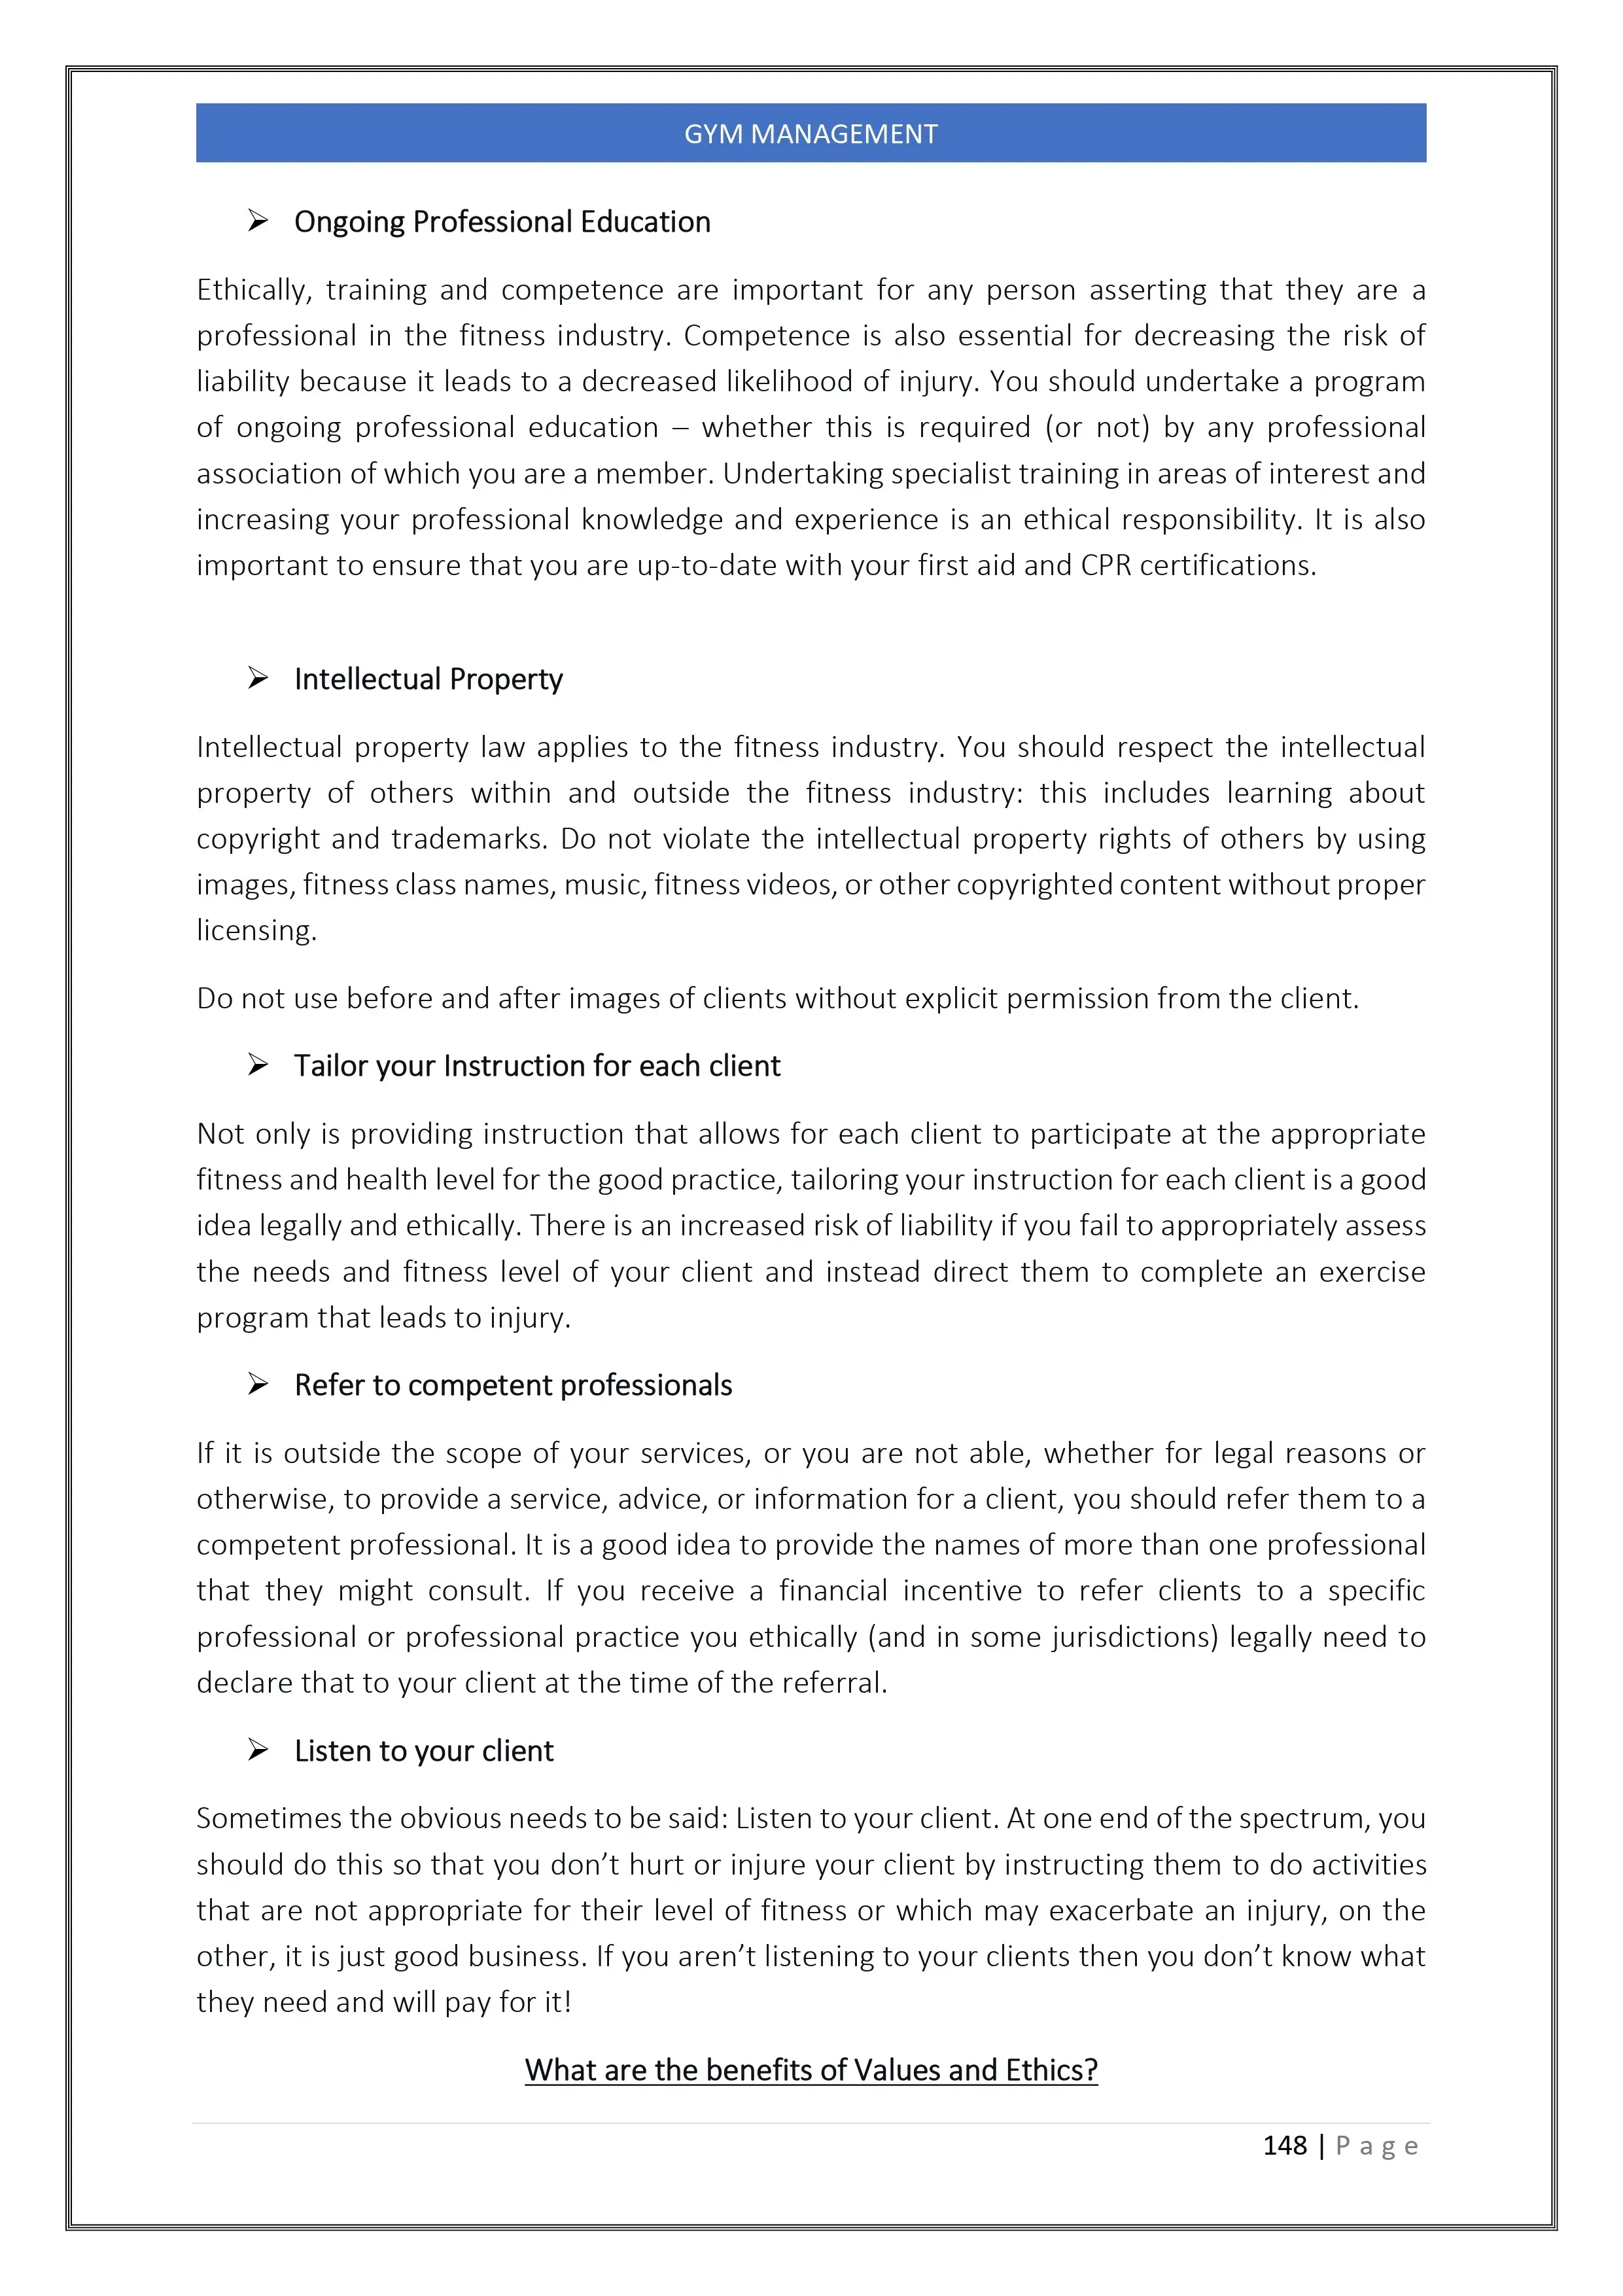 GYM MANAGEMENT
➢ Ongoing Professional Education
Ethically, training and competence are important for any person asserting that they are a
professional in the fitness industry. Competence is also essential for decreasing the risk of
liability because it leads to a decreased likelihood of injury. You should undertake a program
of ongoing professional education – whether this is required (or not) by any professional
association of which you are a member. Undertaking specialist training in areas of interest and
increasing your professional knowledge and experience is an ethical responsibility. It is also
important to ensure that you are up-to-date with your first aid and CPR certifications.
➢ Intellectual Property
Intellectual property law applies to the fitness industry. You should respect the intellectual
property of others within and outside the fitness industry: this includes learning about
copyright and trademarks. Do not violate the intellectual property rights of others by using
images, fitness class names, music, fitness videos, or other copyrighted content without proper
licensing.
Do not use before and after images of clients without explicit permission from the client.
➢ Tailor your Instruction for each client
Not only is providing instruction that allows for each client to participate at the appropriate
fitness and health level for the good practice, tailoring your instruction for each client is a good
idea legally and ethically. There is an increased risk of liability if you fail to appropriately assess
the needs and fitness level of your client and instead direct them to complete an exercise
program that leads to injury.
➢ Refer to competent professionals
If it is outside the scope of your services, or you are not able, whether for legal reasons or
otherwise, to provide a service, advice, or information for a client, you should refer them to a
competent professional. It is a good idea to provide the names of more than one professional
that they might consult. If you receive a financial incentive to refer clients to a specific
professional or professional practice you ethically (and in some jurisdictions) legally need to
declare that to your client at the time of the referral.
➢ Listen to your client
Sometimes the obvious needs to be said: Listen to your client. At one end of the spectrum, you
should do this so that you don’t hurt or injure your client by instructing them to do activities
that are not appropriate for their level of fitness or which may exacerbate an injury, on the
other, it is just good business. If you aren’t listening to your clients then you don’t know what
they need and will pay for it!
What are the benefits of Values and Ethics?
148 | P a g e